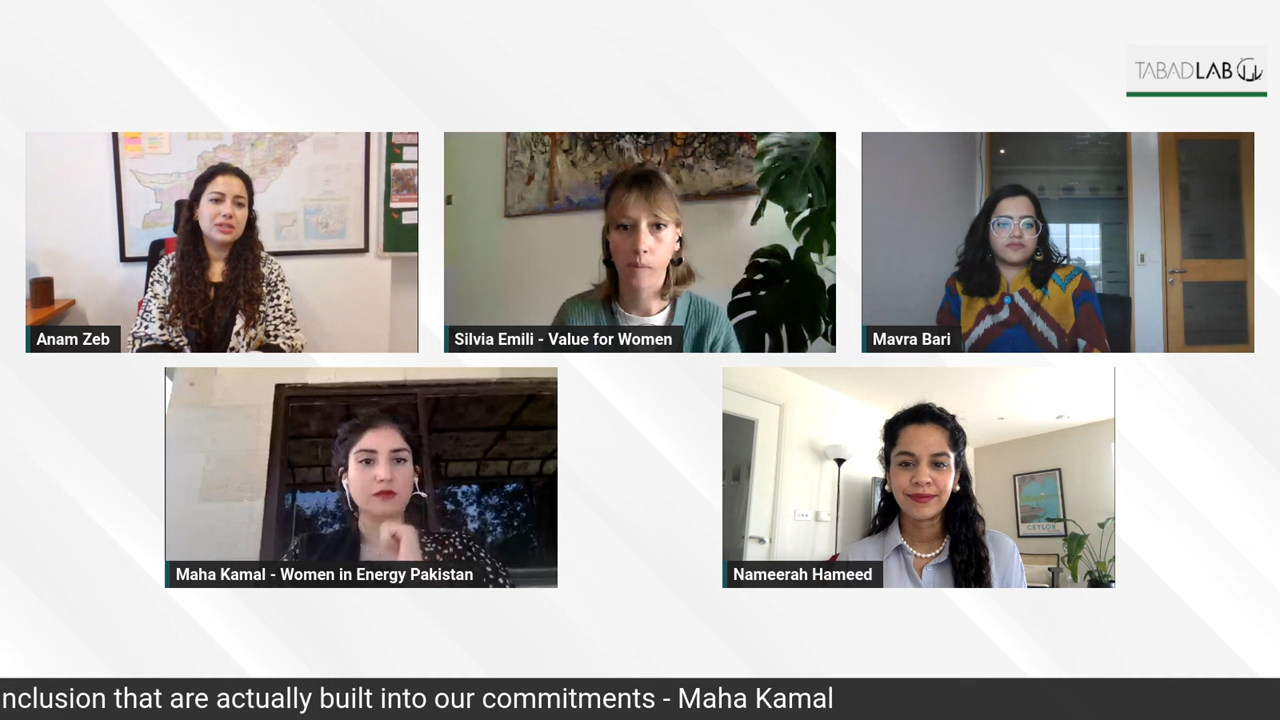 TABADLAB
Anam Zeb
Silvia Emili - Value for Women
Mavra Bari
CEYLON
Maha Kamal - Women in Energy Pakistan
Nameerah Hameed
nclusion that are actually built into our commitments - Maha Kamal